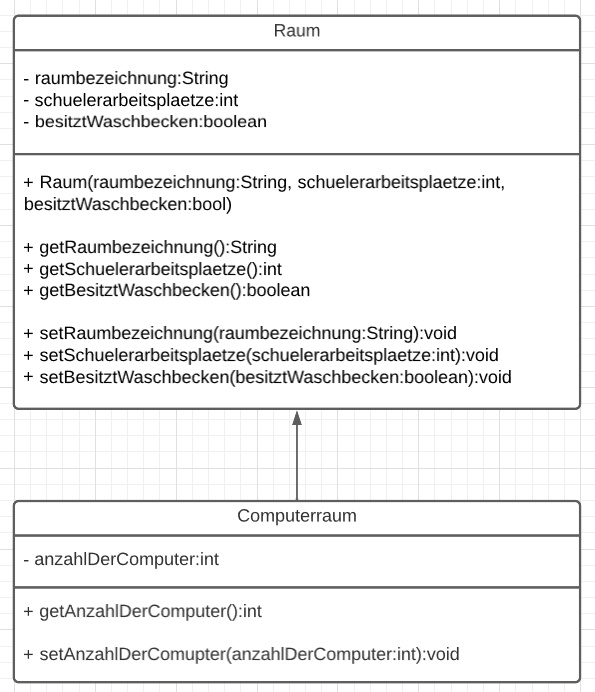 Raum
- raumbezeichnung:String
- schuelerarbeitsplaetze:int
- besitztWaschbecken:boolean
+ Raum(raumbezeichnung:String, schuelerarbeitsplaetze:int,
besitztWaschbecken:bool)
+ getRaumbezeichnung():String
+ getSchuelerarbeitsplaetze():int
+ getBesitztWaschbecken():boolean
+ setRaumbezeichnung(raumbezeichnung:String):void
+ setSchuelerarbeitsplaetze(schuelerarbeitsplaetze:int):void
+ setBesitztWaschbecken(besitztWaschbecken:boolean):void
Computerraum
- anzahlDerComputer:int
+ getAnzahlDerComputer():int
+ setAnzahlDerComupter(anzahlDerComputer:int):void